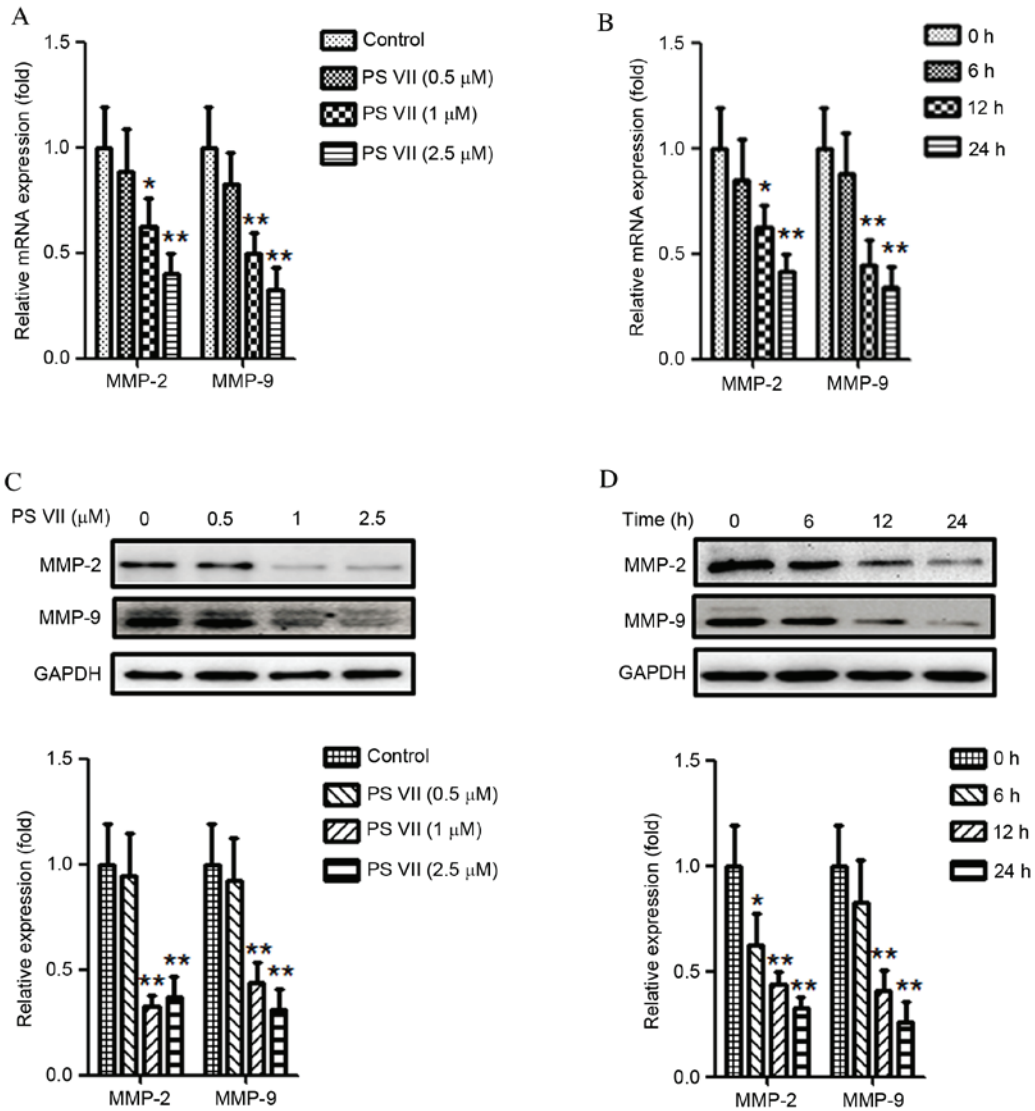 A
Relative mRNA expression (fold)
1.5
1.0
0.5
0.0
* ** ** **
MMP-2 MMP-9
Control
PS VII (0.5 μM)
PS VII (1 μM)
PS VII (2.5 μM)
B
Relative mRNA expression (fold)
1.5
1.0
0.5
0.0
* ** ** **
MMP-2 MMP-9
0 h
6 h
12 h
24 h
C
PS VII (μM) 0 0.5 1 2.5
MMP-2
MMP-9
GAPDH
Relative expression (fold)
1.5
1.0
0.5
0.0
** ** ** **
MMP-2 MMP-9
Control
PS VII (0.5 μM)
PS VII (1 μM)
PS VII (2.5 μM)
D
Time (h) 0 6 12 24
MMP-2
MMP-9
GAPDH
Relative expression (fold)
1.5
1.0
0.5
0.0
* ** ** ** **
MMP-2 MMP-9
0 h
6 h
12 h
24 h